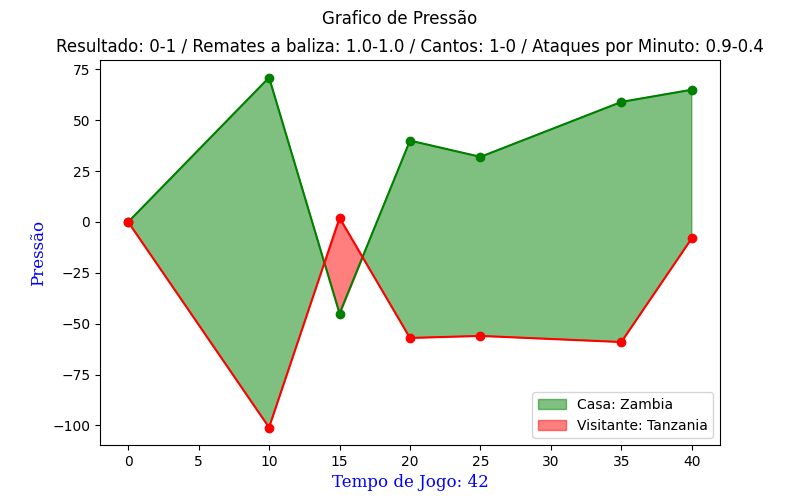 Grafico de Pressão
Resultado: 0-1 / Remates a baliza: 1.0-1.0 / Cantos: 1-0 / Ataques por Minuto: 0.9-0.4
75
50
25
0
−25
−50
−75
−100
Pressão
Casa: Zambia
Visitante: Tanzania
0 5 10 15 20 25 30 35 40
Tempo de Jogo: 42